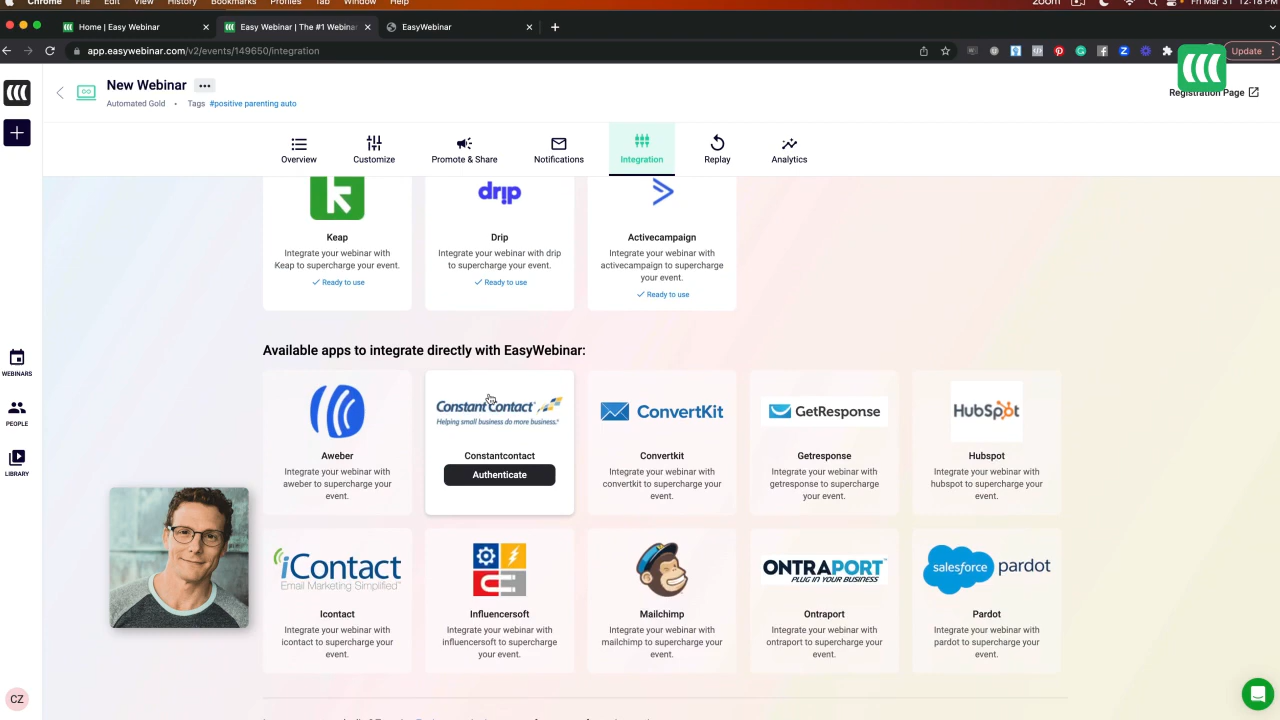 Chrome File Edit View History Bookmarks Profiles Tab Window Help
zoom Fri Mar 31 12:18 PM
Home | Easy Webinar
Easy Webinar | The #1 Webinar
EasyWebinar
app.easywebinar.com/v2/events/149650/integration
Update
New Webinar
Automated Gold • Tags #positive parenting auto
Registration Page
Overview
Customize
Promote & Share
Notifications
Integration
Replay
Analytics
WEBINARS
PEOPLE
LIBRARY
CZ
drip
Keap
Integrate your webinar with
Keap to supercharge your event.
Ready to use
Drip
Integrate your webinar with drip
to supercharge your event.
Ready to use
Activecampaign
Integrate your webinar with
activecampaign to supercharge
your event.
Ready to use
Available apps to integrate directly with EasyWebinar:
Aweber
Integrate your webinar with
aweber to supercharge your
event.
Constant Contact
Helping small business do more business.
Constantcontact
Authenticate
ConvertKit
Convertkit
Integrate your webinar with
convertkit to supercharge your
event.
GetResponse
Getresponse
Integrate your webinar with
getresponse to supercharge your
event.
HubSpot
Hubspot
Integrate your webinar with
hubspot to supercharge your
event.
iContact
Email Marketing Simplified
Icontact
Integrate your webinar with
icontact to supercharge your
event.
Influencersoft
Integrate your webinar with
influencersoft to supercharge
your event.
Mailchimp
Integrate your webinar with
mailchimp to supercharge your
event.
ONTRAPORT
PLUG IN YOUR BUSINESS
Ontraport
Integrate your webinar with
ontraport to supercharge your
event.
salesforce pardot
Pardot
Integrate your webinar with
pardot to supercharge your
event.